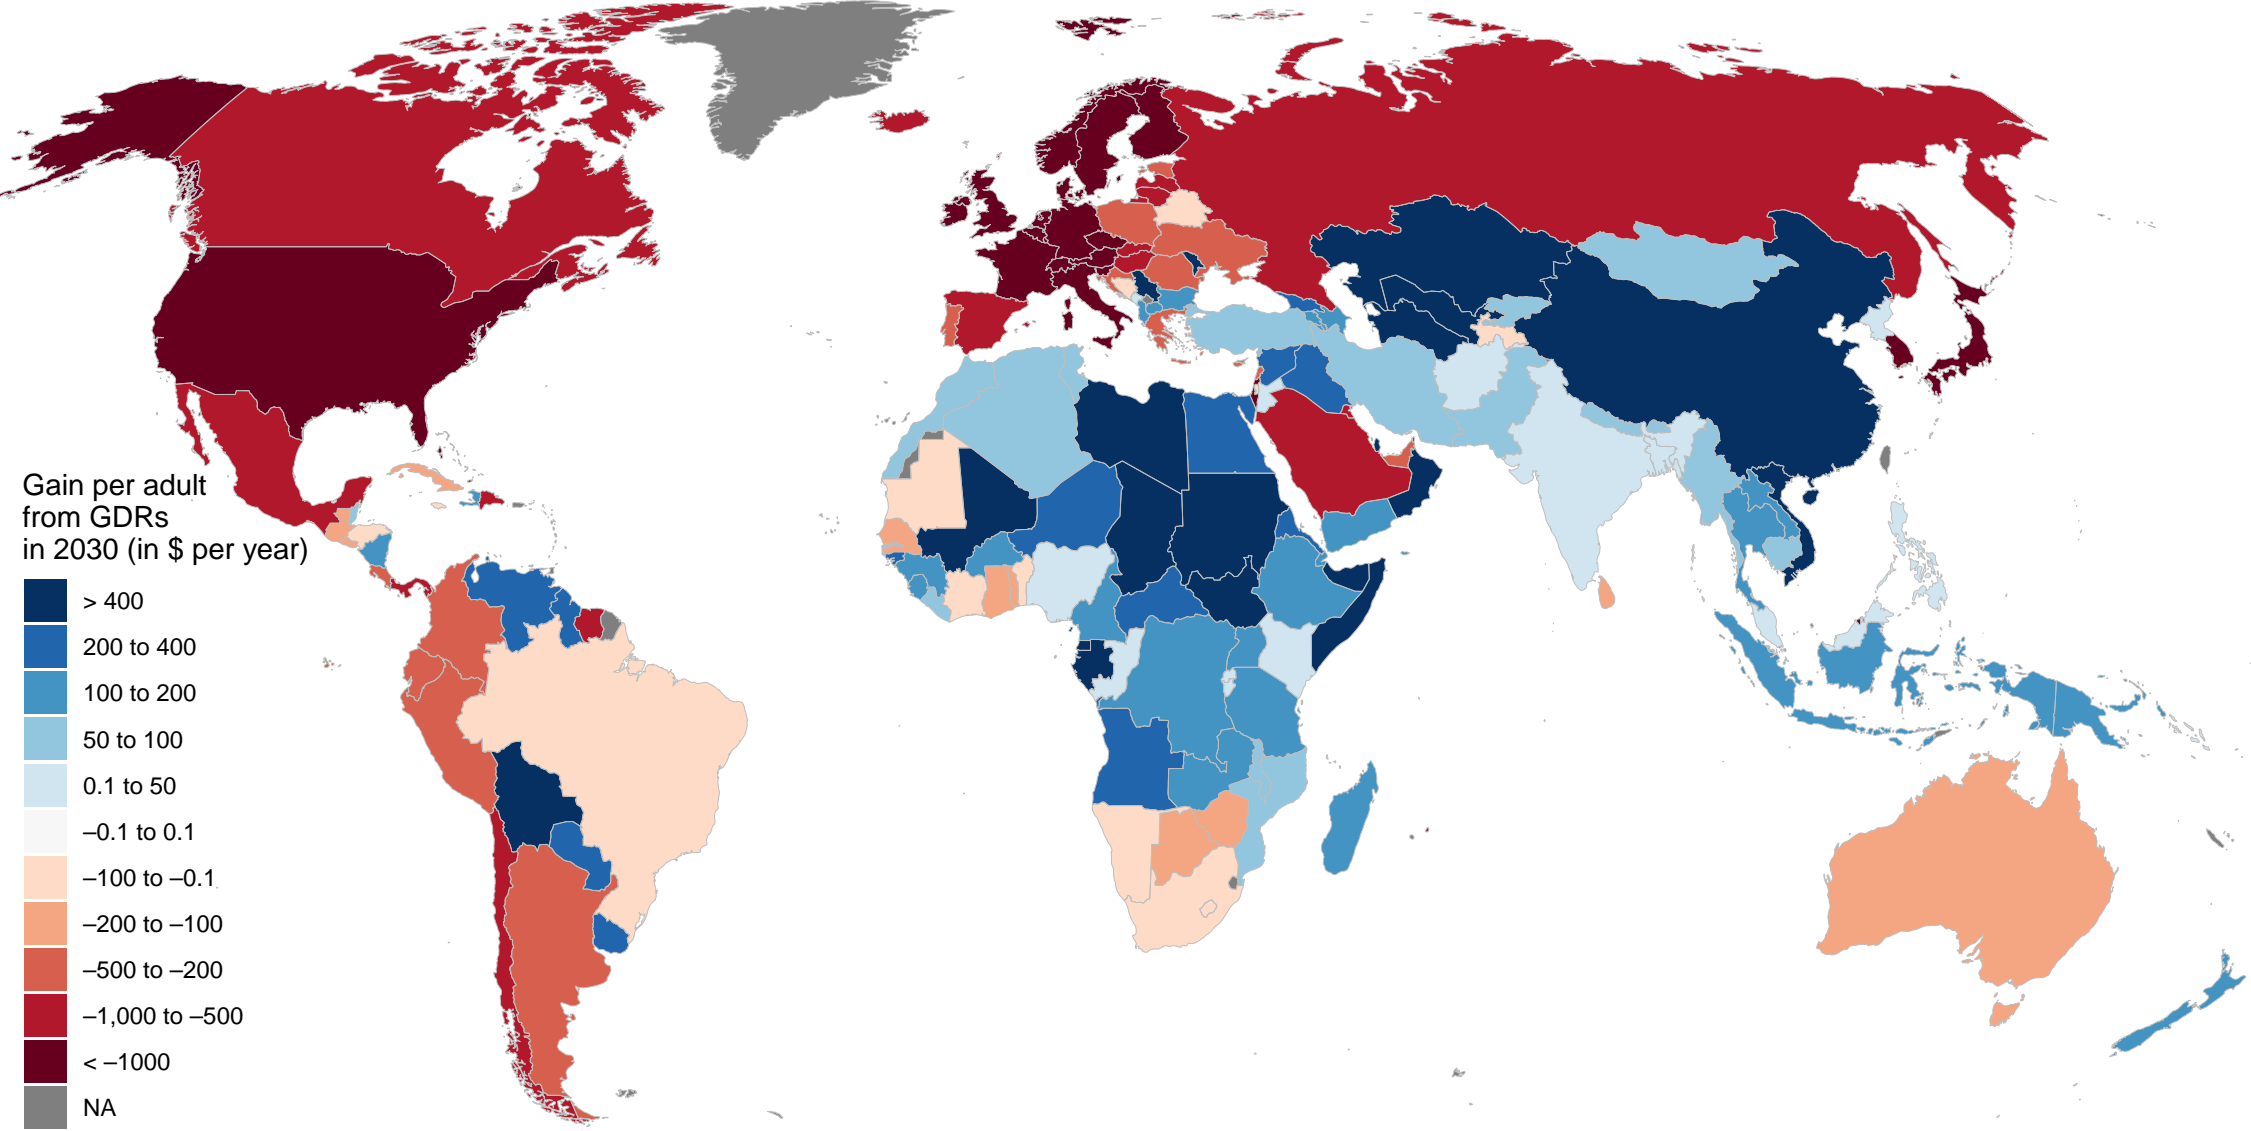 Gain per adult
from GDRs
in 2030 (in $ per year)
> 400
200 to 400
100 to 200
50 to 100
0.1 to 50
–0.1 to 0.1
–100 to –0.1
–200 to –100
–500 to –200
–1,000 to –500
< –1000
NA